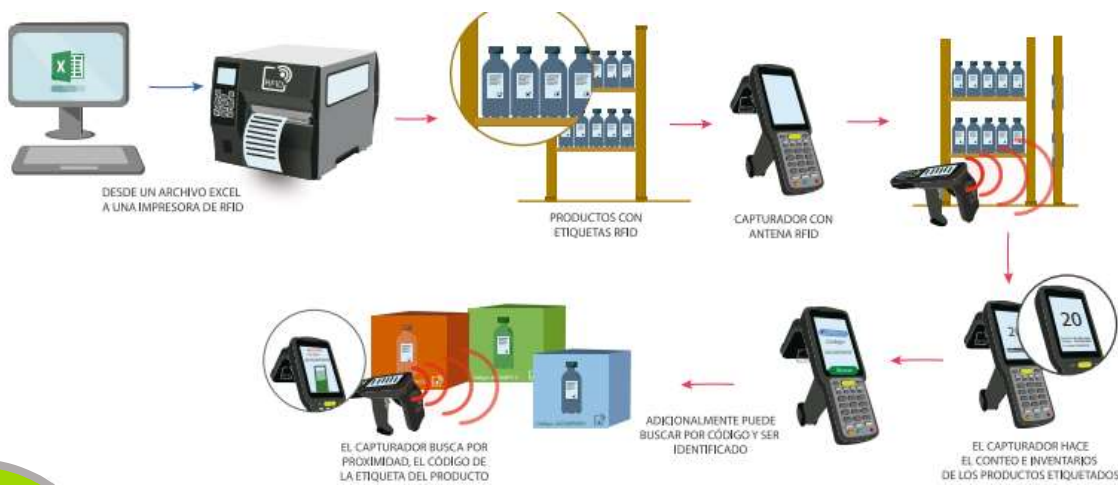 RFID
DESDE UN ARCHIVO EXCEL
A UNA IMPRESORA DE RFID
PRODUCTOS CON
ETIQUETAS RFID
CAPTURADOR CON
ANTENA RFID
20
EL CAPTURADOR HACE
EL CONTEO E INVENTARIOS
DE LOS PRODUCTOS ETIQUETADOS
ADICIONALMENTE PUEDE
BUSCAR POR CÓDIGO Y SER
IDENTIFICADO
EL CAPTURADOR BUSCA POR
PROXIMIDAD, EL CÓDIGO DE
LA ETIQUETA DEL PRODUCTO